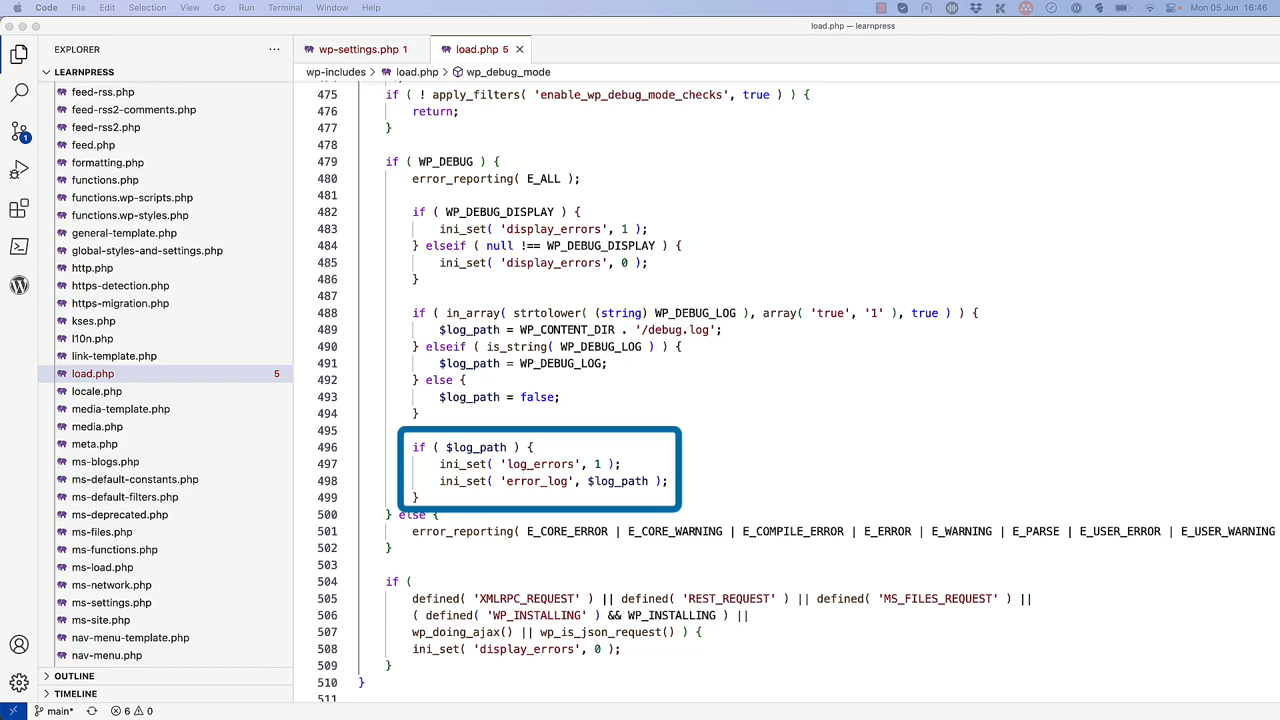 Code File Edit Selection View Go Run Terminal Window Help
Mon 05 Jun 16:46
load.php — learnpress
EXPLORER
LEARNPRESS
feed-rss.php
feed-rss2-comments.php
feed-rss2.php
feed.php
formatting.php
functions.php
functions.wp-scripts.php
functions.wp-styles.php
general-template.php
global-styles-and-settings.php
http.php
https-detection.php
https-migration.php
kses.php
l10n.php
link-template.php
load.php 5
locale.php
media-template.php
media.php
meta.php
ms-blogs.php
ms-default-constants.php
ms-default-filters.php
ms-deprecated.php
ms-files.php
ms-functions.php
ms-load.php
ms-network.php
ms-settings.php
ms-site.php
nav-menu-template.php
nav-menu.php
OUTLINE
TIMELINE
wp-settings.php 1 load.php 5
wp-includes > load.php > wp_debug_mode
475 if ( ! apply_filters( 'enable_wp_debug_mode_checks', true ) ) {
476 return;
477 }
478
479 if ( WP_DEBUG ) {
480 error_reporting( E_ALL );
481
482 if ( WP_DEBUG_DISPLAY ) {
483 ini_set( 'display_errors', 1 );
484 } elseif ( null !== WP_DEBUG_DISPLAY ) {
485 ini_set( 'display_errors', 0 );
486 }
487
488 if ( in_array( strtolower( (string) WP_DEBUG_LOG ), array( 'true', '1' ), true ) ) {
489 $log_path = WP_CONTENT_DIR . '/debug.log';
490 } elseif ( is_string( WP_DEBUG_LOG ) ) {
491 $log_path = WP_DEBUG_LOG;
492 } else {
493 $log_path = false;
494 }
495
496 if ( $log_path ) {
497 ini_set( 'log_errors', 1 );
498 ini_set( 'error_log', $log_path );
499 }
500 } else {
501 error_reporting( E_CORE_ERROR | E_CORE_WARNING | E_COMPILE_ERROR | E_ERROR | E_WARNING | E_PARSE | E_USER_ERROR | E_USER_WARNING
502 }
503
504 if (
505 defined( 'XMLRPC_REQUEST' ) || defined( 'REST_REQUEST' ) || defined( 'MS_FILES_REQUEST' ) ||
506 ( defined( 'WP_INSTALLING' ) && WP_INSTALLING ) ||
507 wp_doing_ajax() || wp_is_json_request() ) {
508 ini_set( 'display_errors', 0 );
509 }
510 }
511
main* 6 0